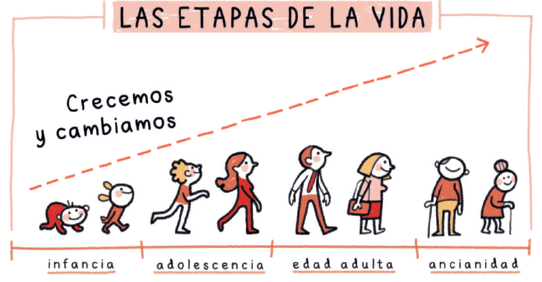 LAS ETAPAS DE LA VIDA
Crecemos
y cambiamos
infancia
adolescencia
edad adulta
ancianidad